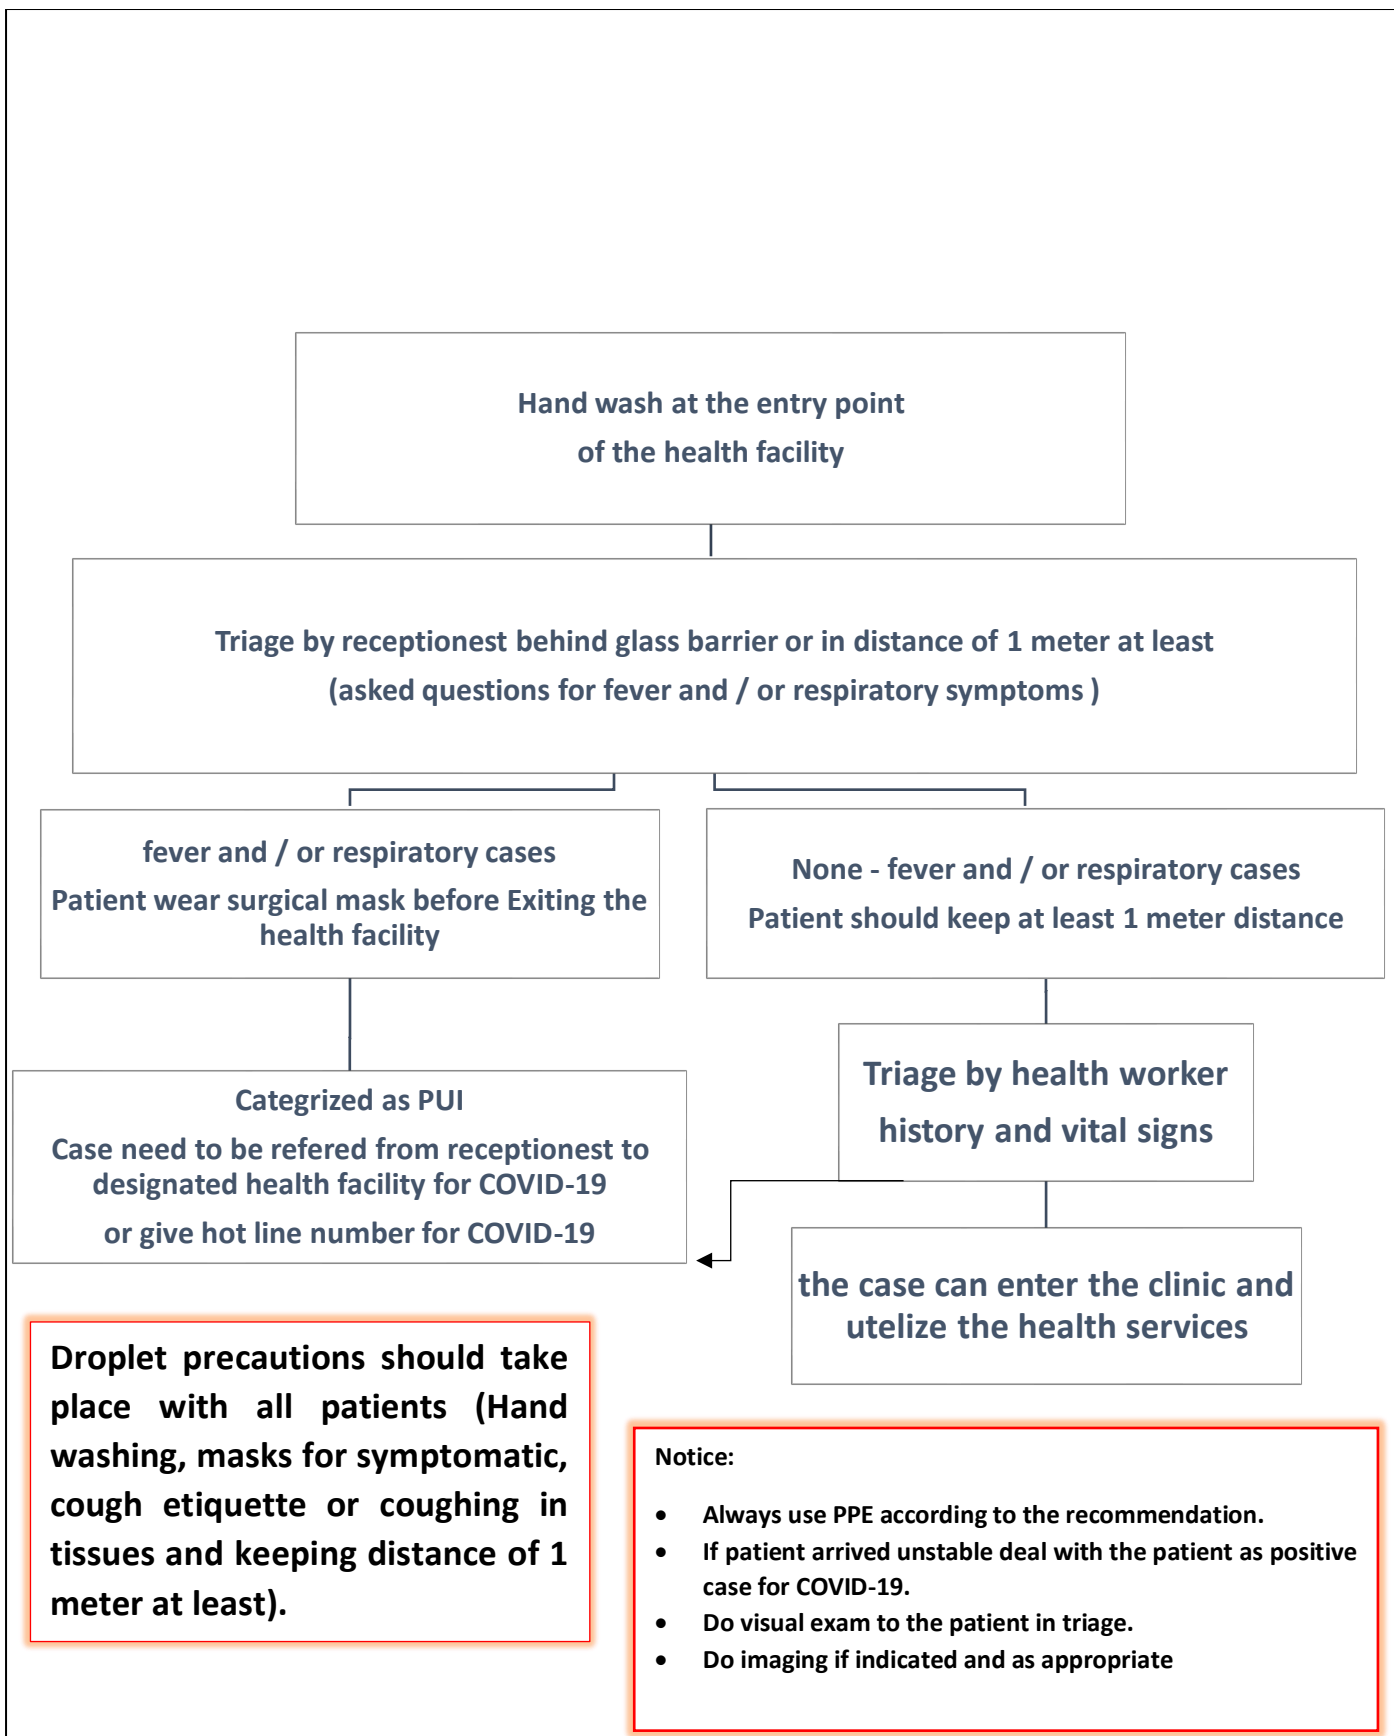 Hand wash at the entry point
of the health facility
Triage by receptionest behind glass barrier or in distance of 1 meter at least
(asked questions for fever and / or respiratory symptoms )
fever and / or respiratory cases
Patient wear surgical mask before Exiting the
health facility
None - fever and / or respiratory cases
Patient should keep at least 1 meter distance
Categrized as PUI
Case need to be refered from receptionest to
designated health facility for COVID-19
or give hot line number for COVID-19
Triage by health worker
history and vital signs
the case can enter the clinic and
utelize the health services
Droplet precautions should take
place with all patients (Hand
washing, masks for symptomatic,
cough etiquette or coughing in
tissues and keeping distance of 1
meter at least).
Notice:
• Always use PPE according to the recommendation.
• If patient arrived unstable deal with the patient as positive
case for COVID-19.
• Do visual exam to the patient in triage.
• Do imaging if indicated and as appropriate